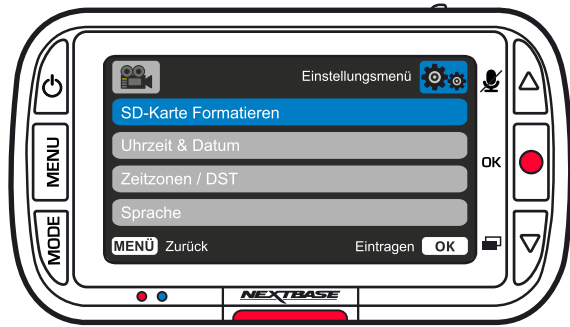 Einstellungsmenü
SD-Karte Formatieren
Uhrzeit & Datum
Zeitzonen / DST
Sprache
MENÜ Zurück Eintragen OK
MENU
MODE
OK
NEXTBASE